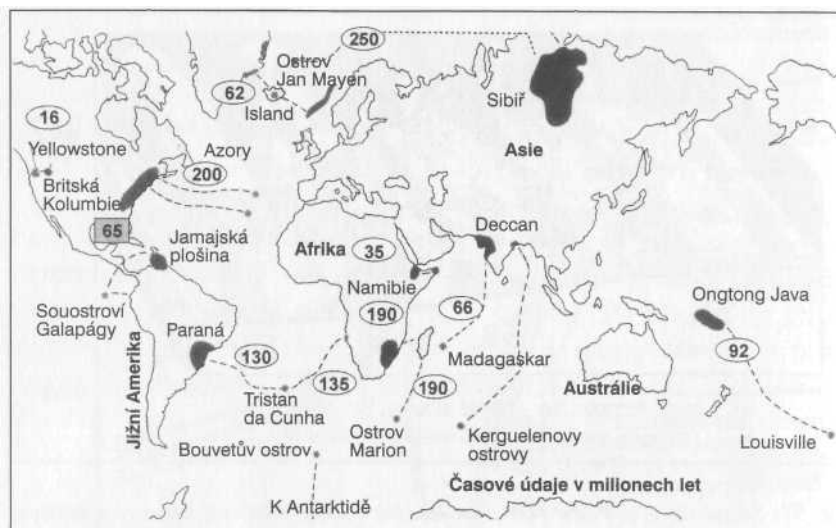 250
Ostrov
Jan Mayen
62
Island
Sibiř
16
Yellowstone
Azory
Asie
200
Britská
Kolumbie
65
Jamajská
plošina
Deccan
Afrika
35
Namibie
Souostroví
Galapágy
Paraná
190
66
Ongtong Java
Jižní Amerika
130
Madagaskar
92
135
190
Austrálie
Tristan
da Cunha
Ostrov
Marion
Kerguelenovy
ostrovy
Louisville
Bouvetův ostrov
K Antarktidě
Časové údaje v milionech let